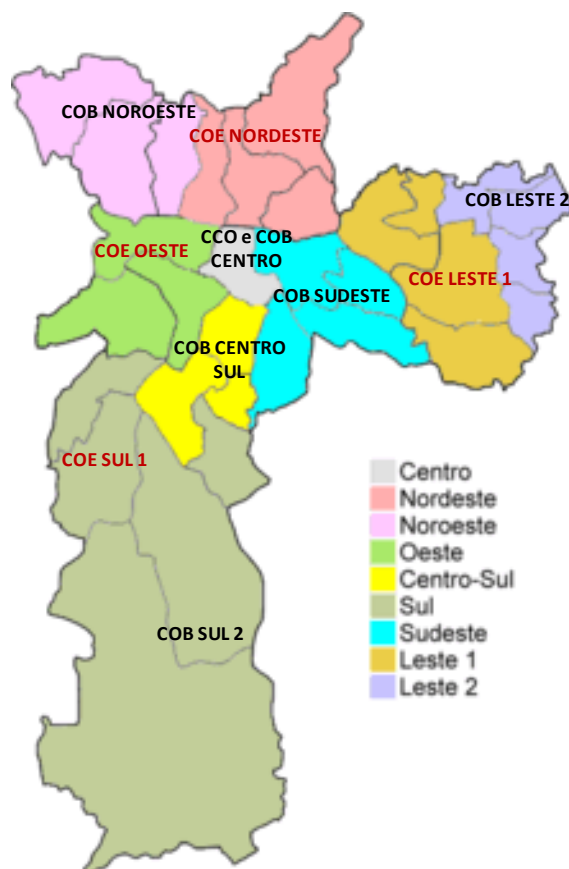 COB NOROESTE
COE NORDESTE
COB LESTE 2
CCO e COB
CENTRO
COE OESTE
COE LESTE 1
COB SUDESTE
COB CENTRO
SUL
COE SUL 1
COB SUL 2
Centro
Nordeste
Noroeste
Oeste
Centro-Sul
Sul
Sudeste
Leste 1
Leste 2